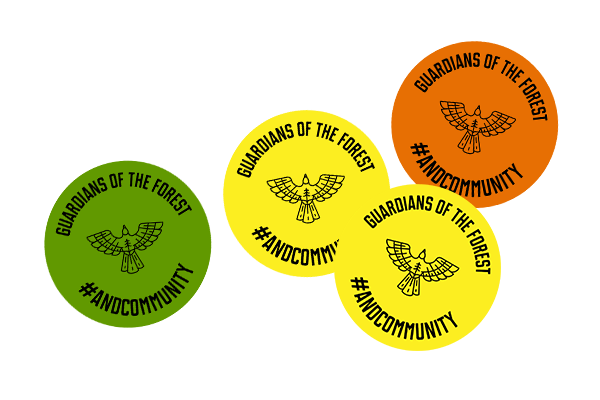 GUARDIANS OF THE FOREST
#ANDCOMMUNITY
GUARDIANS OF THE FOREST
#ANDCOMMU
GUARDIANS OF THE FOREST
#ANDCOMMUNITY
GUARDIANS OF THE FOREST
#ANDCOMMUNITY